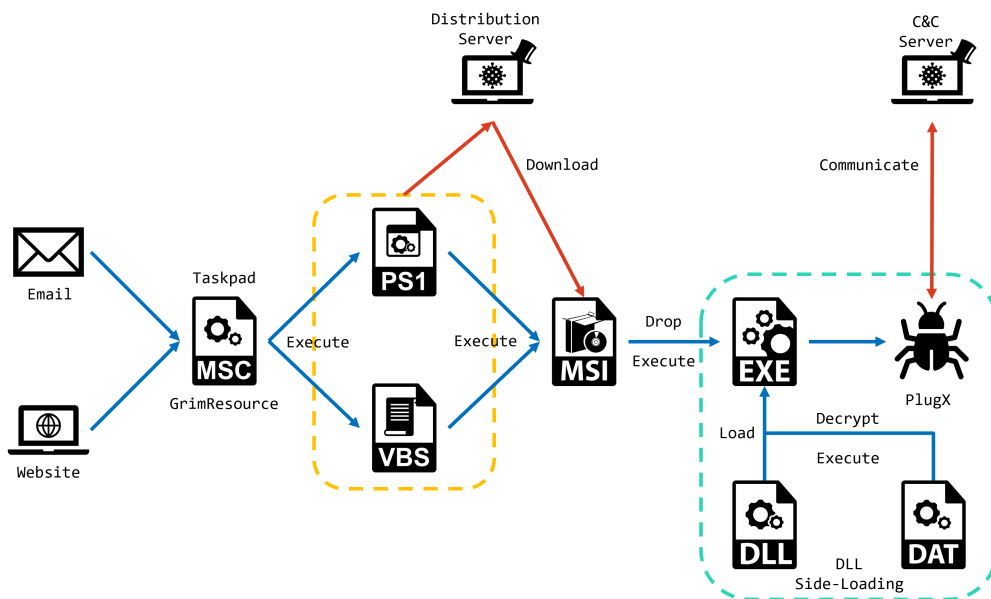 Distribution
Server
C&C
Server
Download
Communicate
PS1
Email
Taskpad
MSC
GrimResource
Execute
Execute
MSI
Drop
Execute
EXE
PlugX
Website
VBS
Load
Decrypt
Execute
DLL
DAT
DLL
Side-Loading